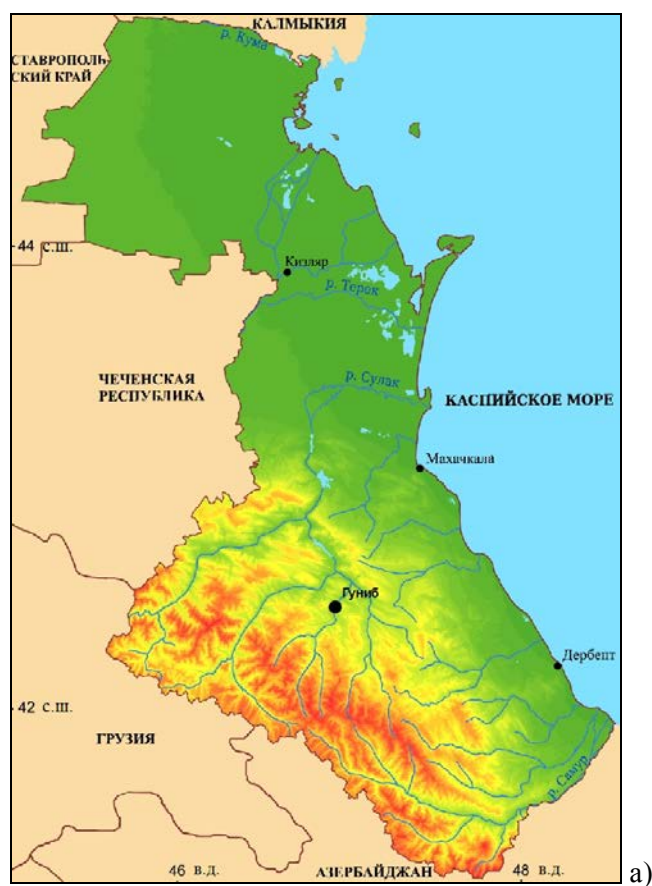 КАЛМЫКИЯ
р. Кума
СТАВРОПОЛЬ-
СКИЙ КРАЙ
44 с.ш.
Кизляр
р. Терек
ЧЕЧЕНСКАЯ
РЕСПУБЛИКА
р. Сулак
КАСПИЙСКОЕ МОРЕ
Махачкала
Гуниб
Дербент
42 с.ш.
ГРУЗИЯ
р. Самур
46 в.д.
АЗЕРБАЙДЖАН
48 в.д.
а)